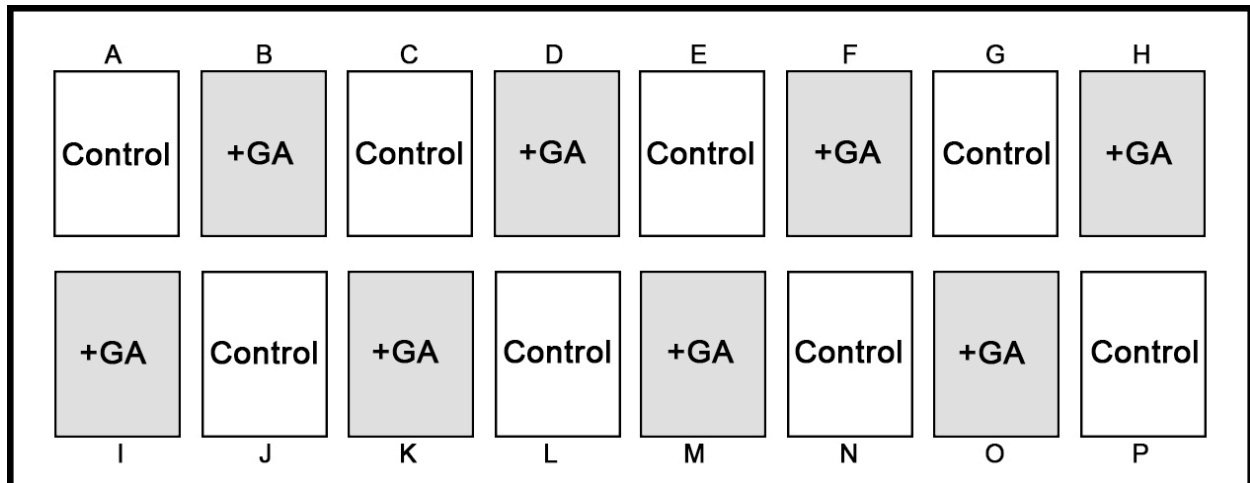 A B C D E F G H
Control +GA Control +GA Control +GA Control +GA
+GA Control +GA Control +GA Control +GA Control
I J K L M N O P